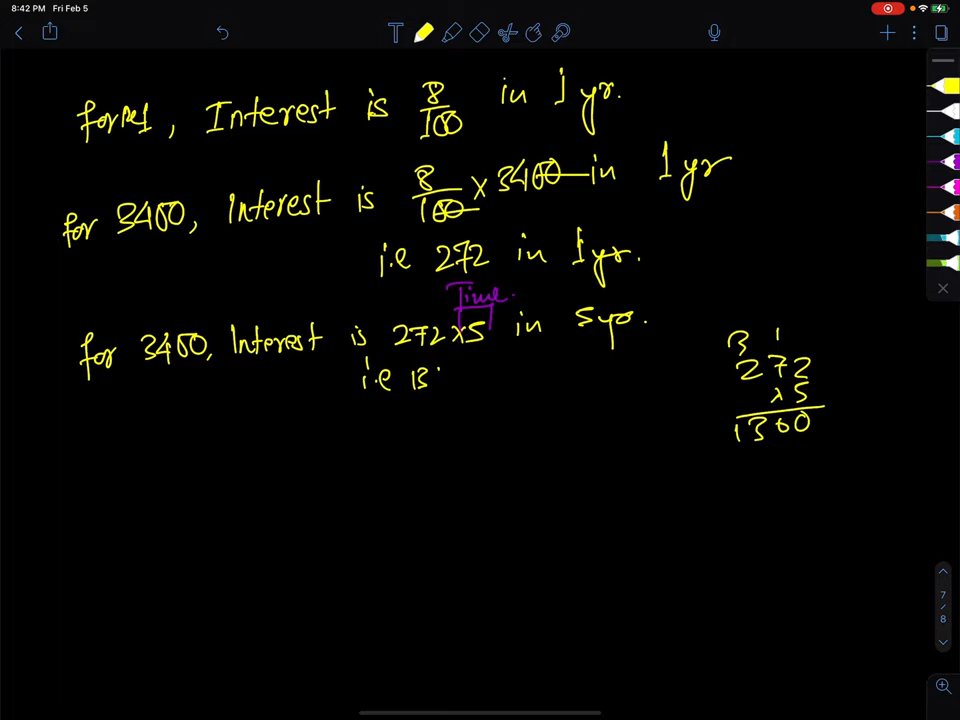 8:42 PM Fri Feb 5
for , Interest is 8/100 in 1 yr.
for 3400, Interest is 8/100 × 3400 in 1 yr
i.e 272 in 1 yr.
Time.
for 3400, Interest is 272 × 5 in 5 yrs.
i.e 13
3 1
272
× 5
1360
7
/
8